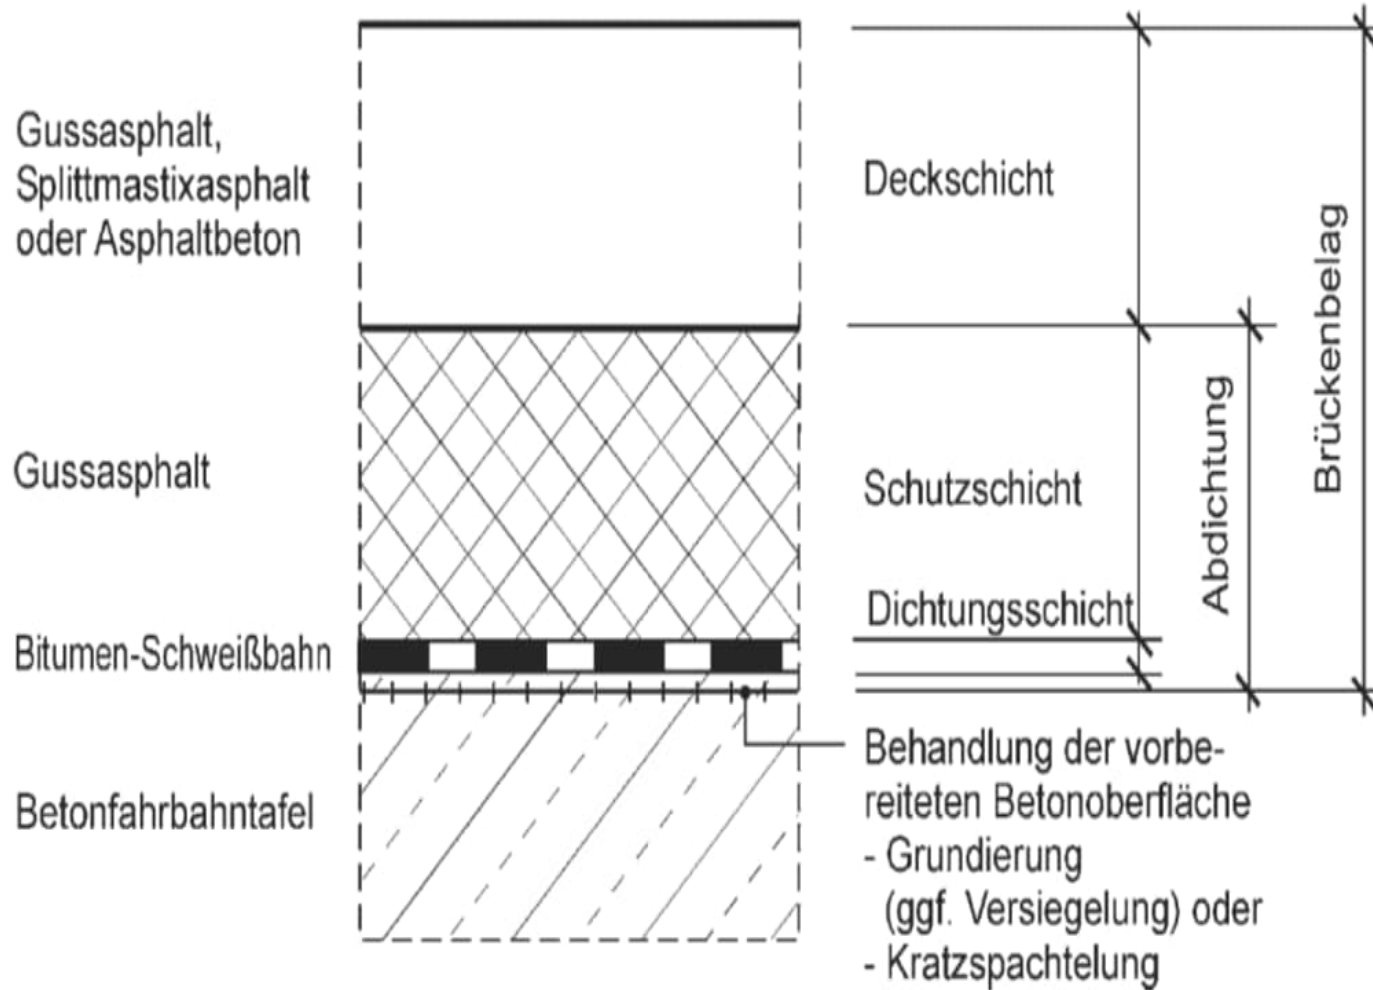 Gussasphalt,
Splittmastixasphalt
oder Asphaltbeton
Deckschicht
Brückenbelag
Gussasphalt
Schutzschicht
Abdichtung
Dichtungsschicht
Bitumen-Schweißbahn
Betonfahrbahntafel
Behandlung der vorbe-
reiteten Betonoberfläche
- Grundierung
(ggf. Versiegelung) oder
- Kratzspachtelung